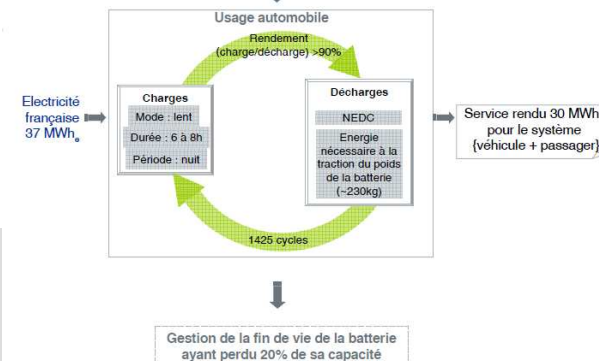 Usage automobile
Rendement
(charge/décharge) >90%
Electricité
française
37 MWhe
Charges
Mode : lent
Durée : 6 à 8h
Période : nuit
Décharges
NEDC
Energie
nécessaire à la
traction du poids
de la batterie
(~230kg)
Service rendu 30 MWh
pour le système
{véhicule + passager}
1425 cycles
Gestion de la fin de vie de la batterie
ayant perdu 20% de sa capacité